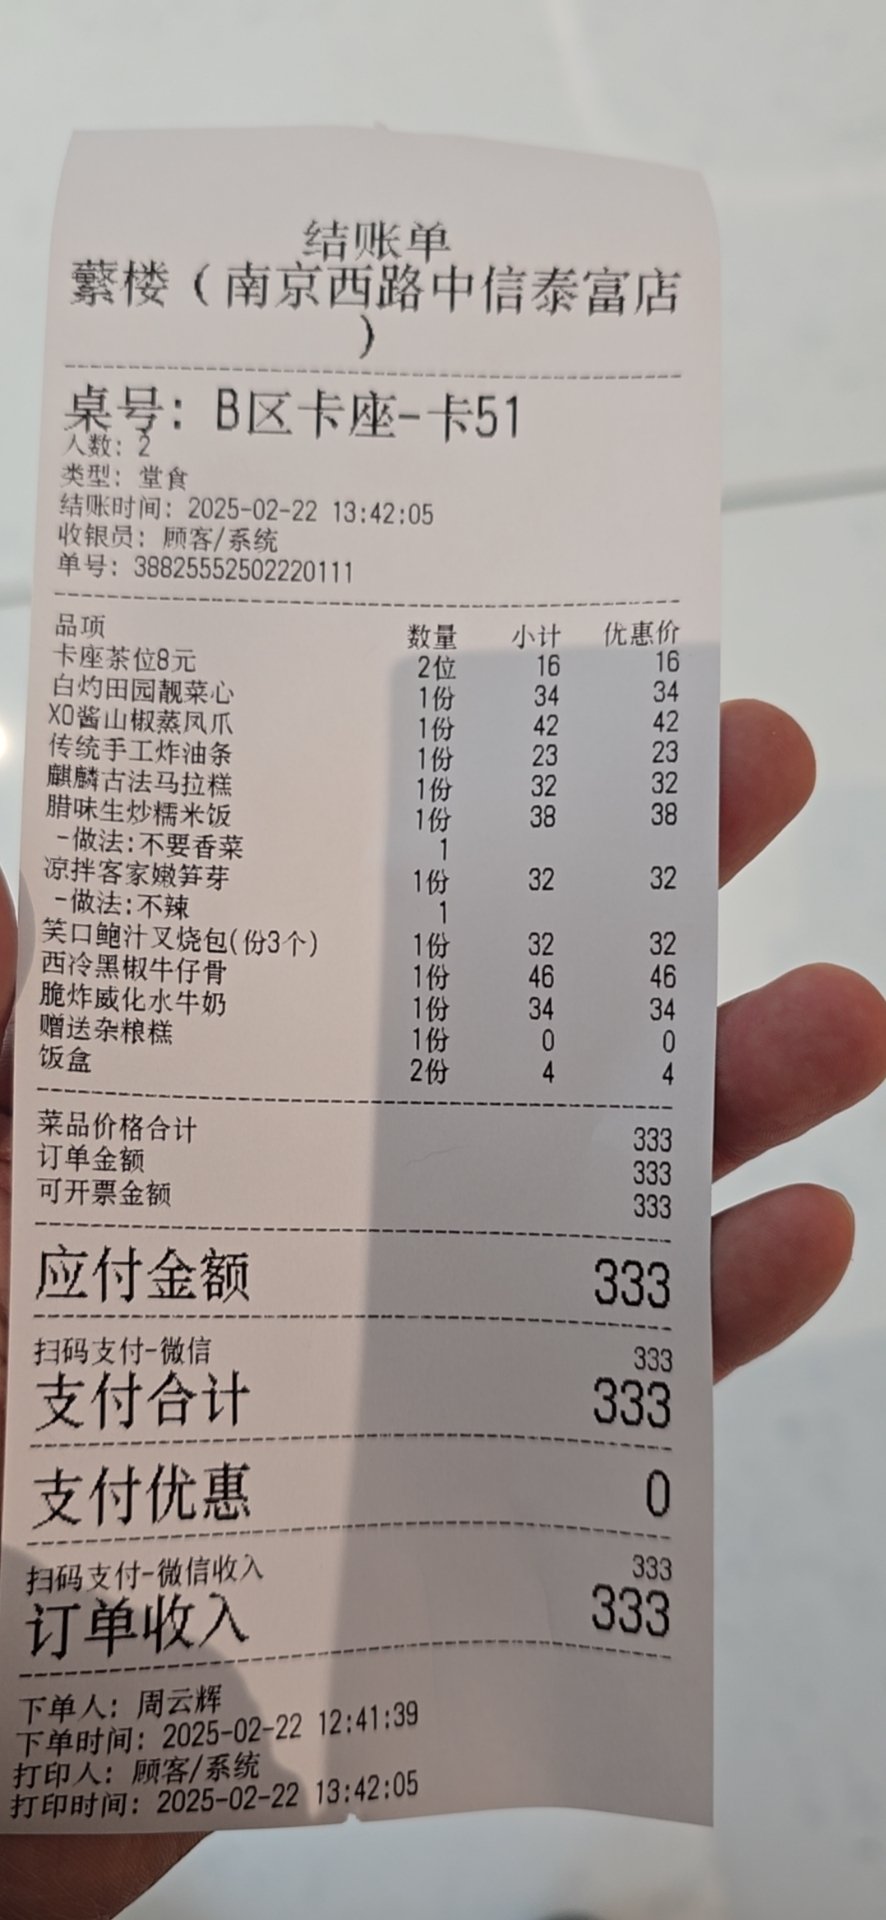 结账单
蘩楼（南京西路中信泰富店
）
桌号：B区卡座-卡51
人数：2
类型：堂食
结账时间：2025-02-22 13:42:05
收银员：顾客/系统
单号：38825552502220111
品项 数量 小计 优惠价
卡座茶位8元 2位 16 16
白灼田园靓菜心 1份 34 34
XO酱山椒蒸凤爪 1份 42 42
传统手工炸油条 1份 23 23
麒麟古法马拉糕 1份 32 32
腊味生炒糯米饭 1份 38 38
-做法:不要香菜 1
凉拌客家嫩笋芽 1份 32 32
-做法:不辣 1
笑口鲍汁叉烧包(份3个) 1份 32 32
西冷黑椒牛仔骨 1份 46 46
脆炸威化水牛奶 1份 34 34
赠送杂粮糕 1份 0 0
饭盒 2份 4 4
菜品价格合计 333
订单金额 333
可开票金额 333
应付金额 333
扫码支付-微信 333
支付合计 333
支付优惠 0
扫码支付-微信收入 333
订单收入 333
下单人：周云辉
下单时间：2025-02-22 12:41:39
打印人：顾客/系统
打印时间：2025-02-22 13:42:05